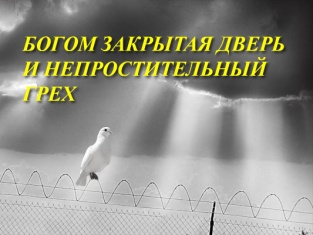 БОГОМ ЗАКРЫТАЯ ДВЕРЬ
И НЕПРОСТИТЕЛЬНЫЙ
ГРЕХ